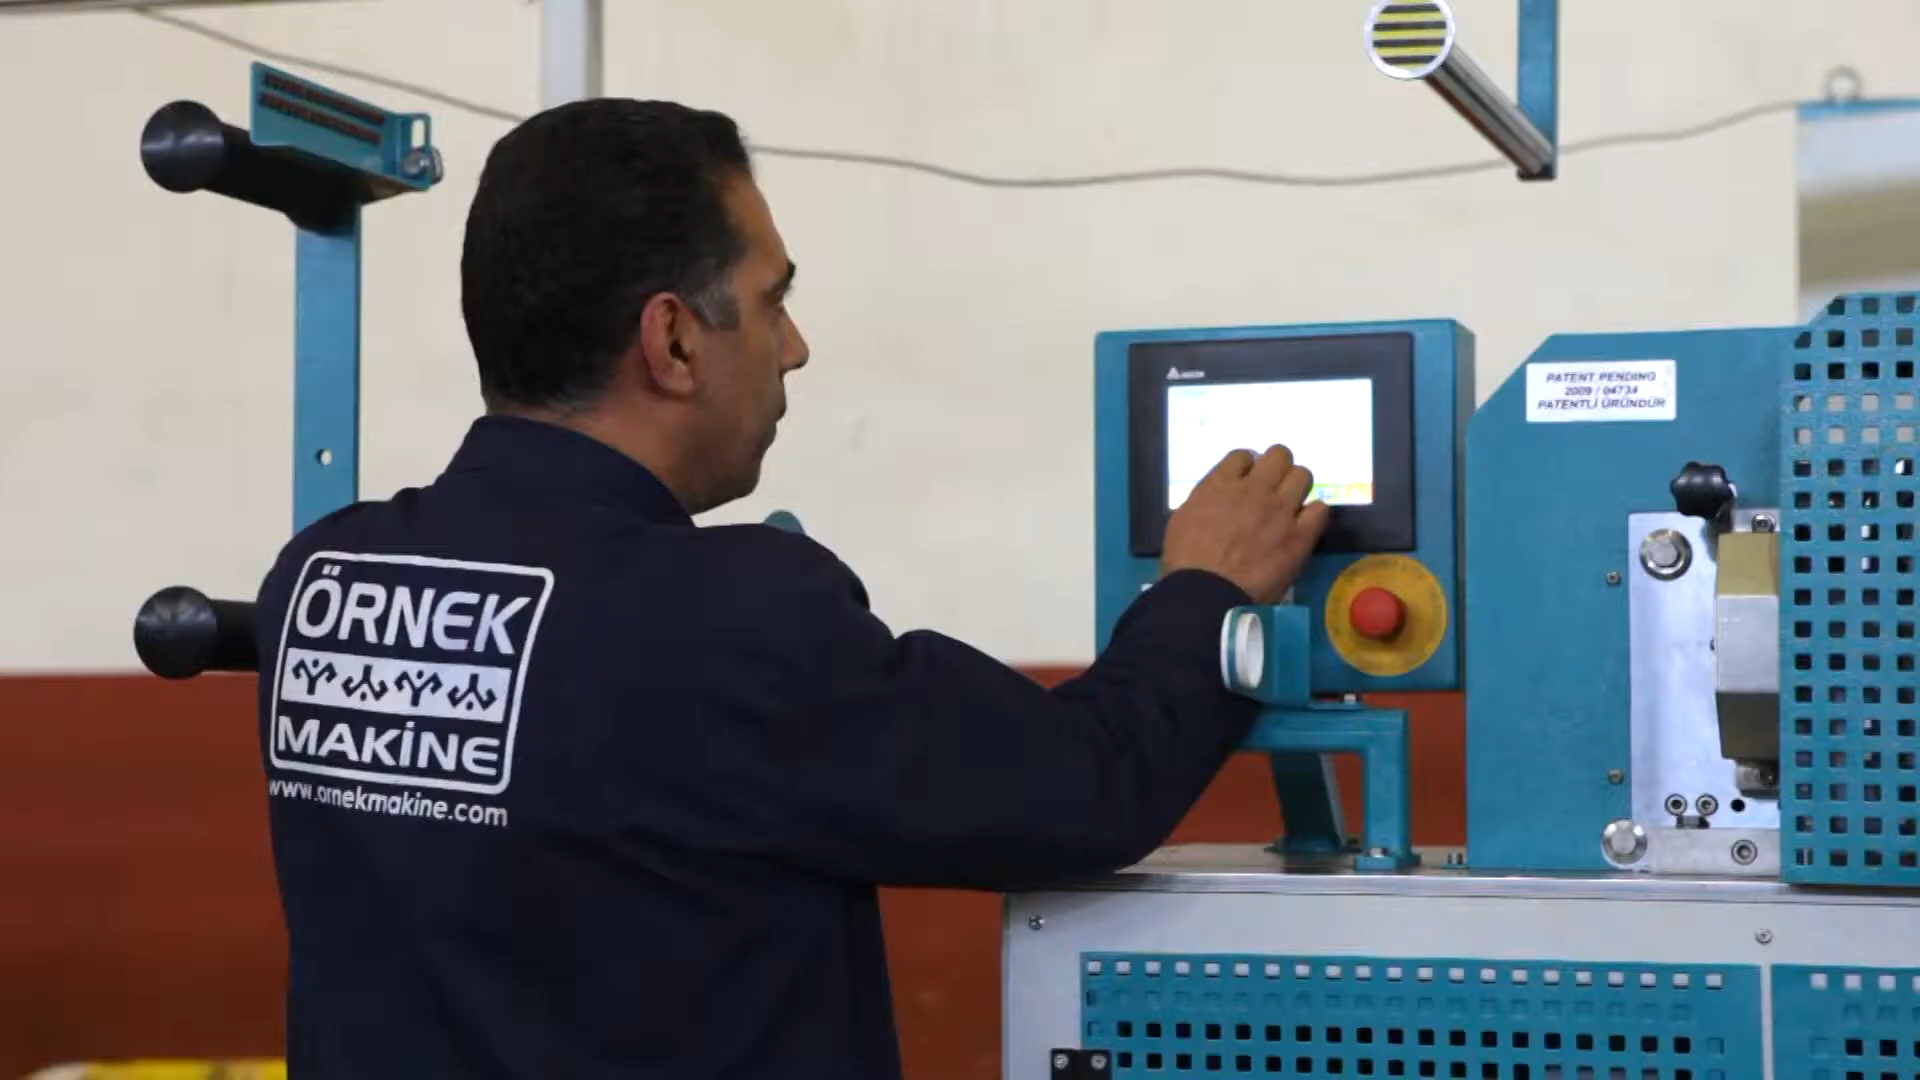 ÖRNEK
MAKİNE
www.ornekmakine.com
PATENT PENDING
2009 / 04734
PATENTLİ ÜRÜNDÜR